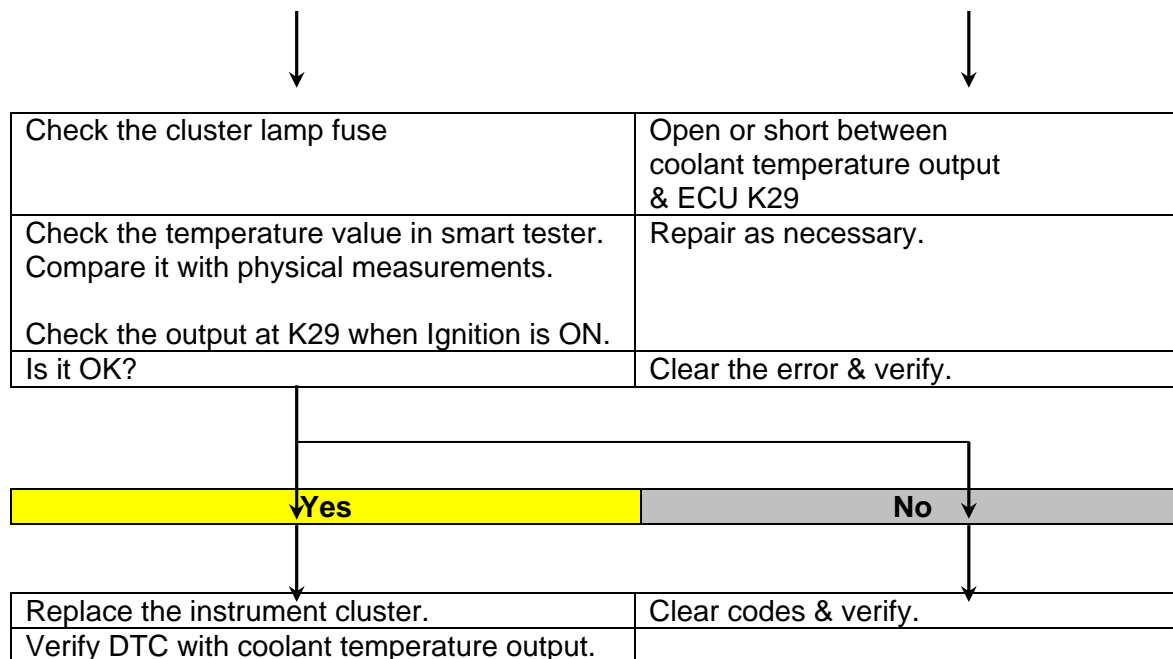 Check the cluster lamp fuse
Open or short between
coolant temperature output
& ECU K29
Check the temperature value in smart tester.
Compare it with physical measurements.
Check the output at K29 when Ignition is ON.
Repair as necessary.
Is it OK?
Clear the error & verify.
Yes
No
Replace the instrument cluster.
Clear codes & verify.
Verify DTC with coolant temperature output.